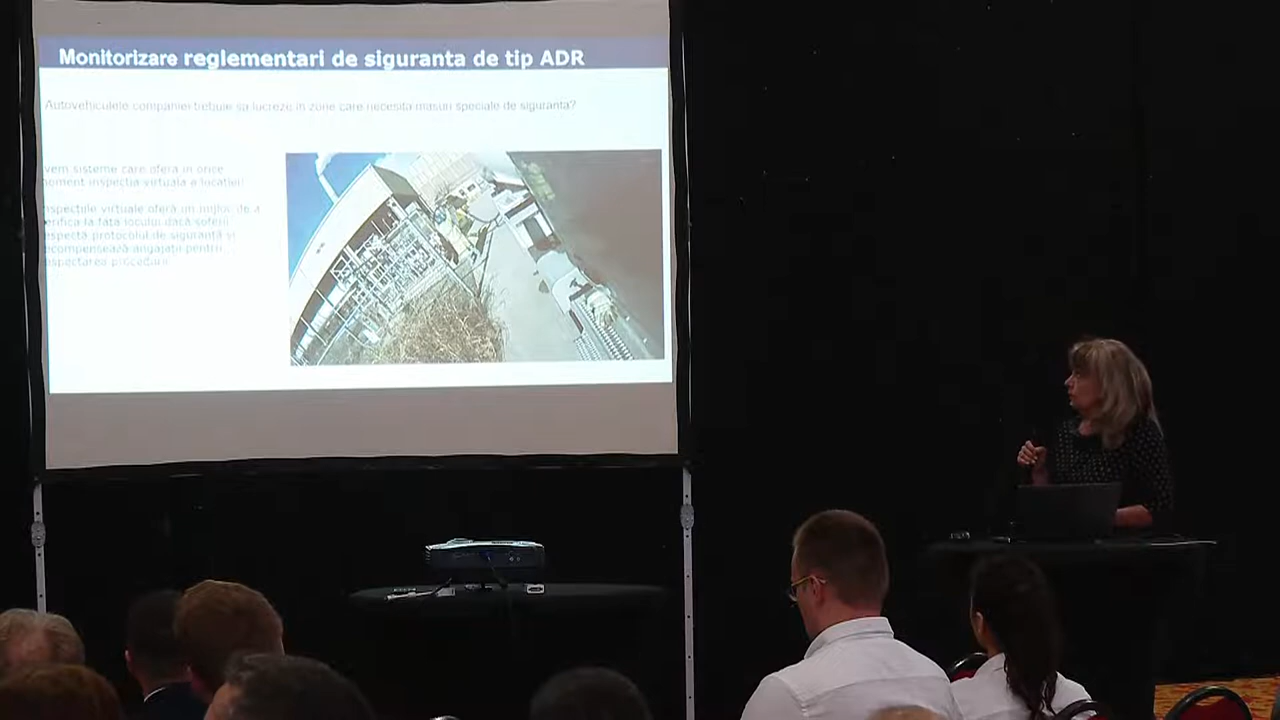 Monitorizare reglementari de siguranta de tip ADR
Autovehiculele companiei trebuie sa lucreze in zone care necesita masuri speciale de siguranta?
vem sisteme care ofera in orice
oment inspectia virtuala a locatiei
nspectiile virtuale oferă un mijloc de a
erifica la fata locului dacă soferii
espectă protocolul de siguranță și
ecompensează angajații pentru
espectarea procedurii